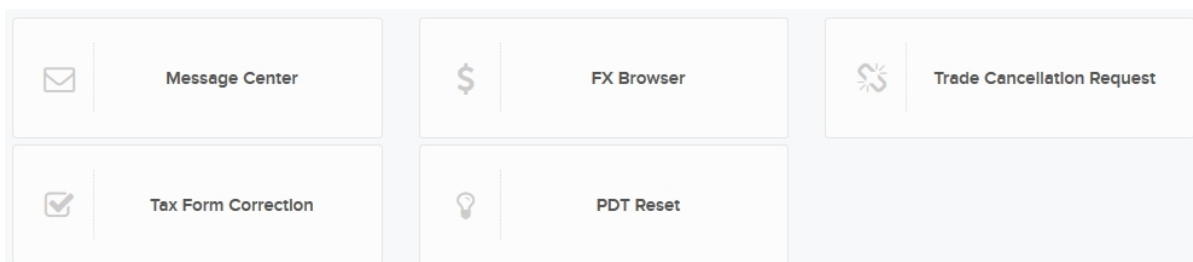 Message Center
FX Browser
Trade Cancellation Request
Tax Form Correction
PDT Reset